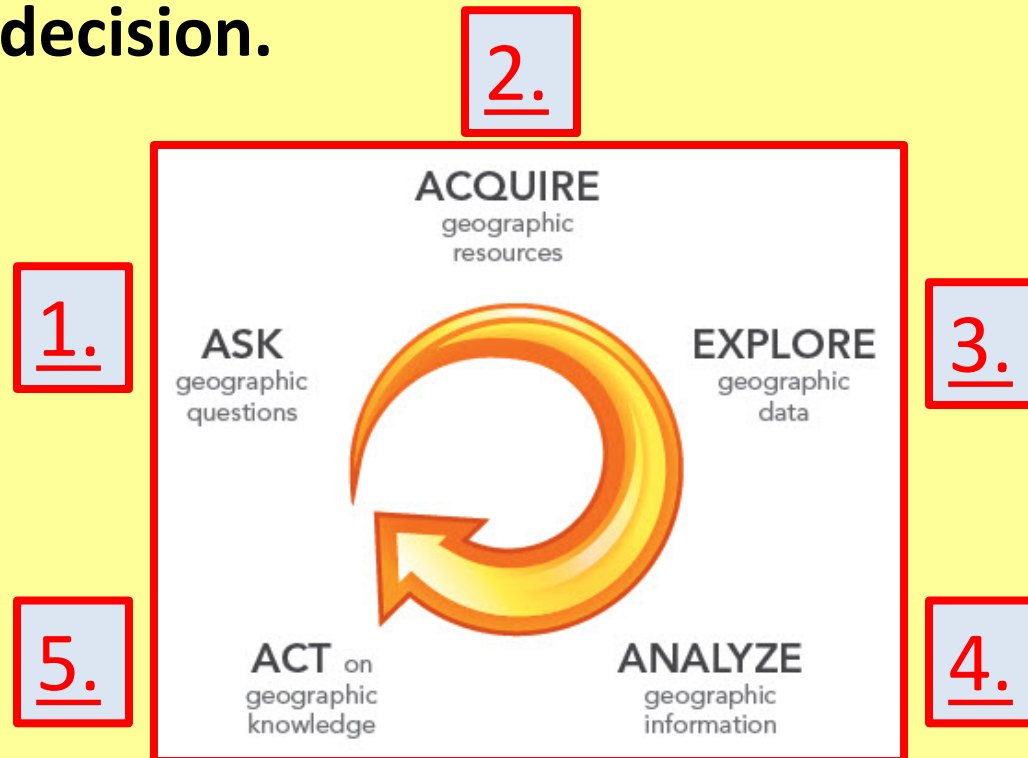 decision.
2.
ACQUIRE
geographic
resources
1.
ASK
geographic
questions
EXPLORE
geographic
data
3.
5.
ACT on
geographic
knowledge
ANALYZE
geographic
information
4.